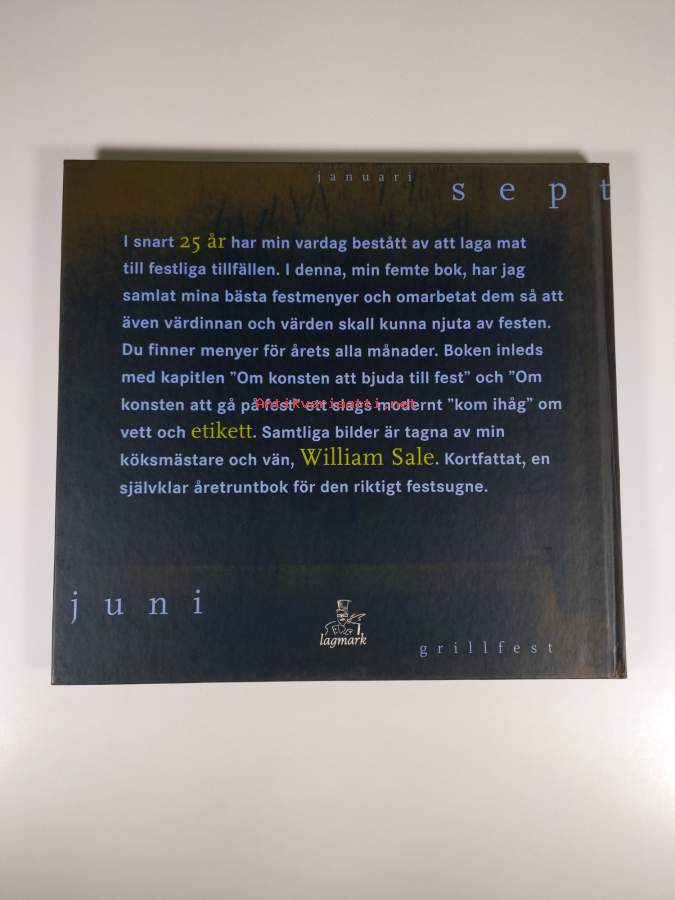 januari
sept
I snart 25 år har min vardag bestått av att laga mat
till festliga tillfällen. I denna, min femte bok, har jag
samlat mina bästa festmenyer och omarbetat dem så att
även värdinnan och värden skall kunna njuta av festen.
Du finner menyer för årets alla månader. Boken inleds
med kapitlen ”Om konsten att bjuda till fest” och ”Om
konsten att gå på fest” ett slags modernt ”kom ihåg” om
Antikvariaatti.net
vett och etikett. Samtliga bilder är tagna av min
köksmästare och vän, William Sale. Kortfattat, en
självklar åretruntbok för den riktigt festsugne.
juni
lagmark
grillfest